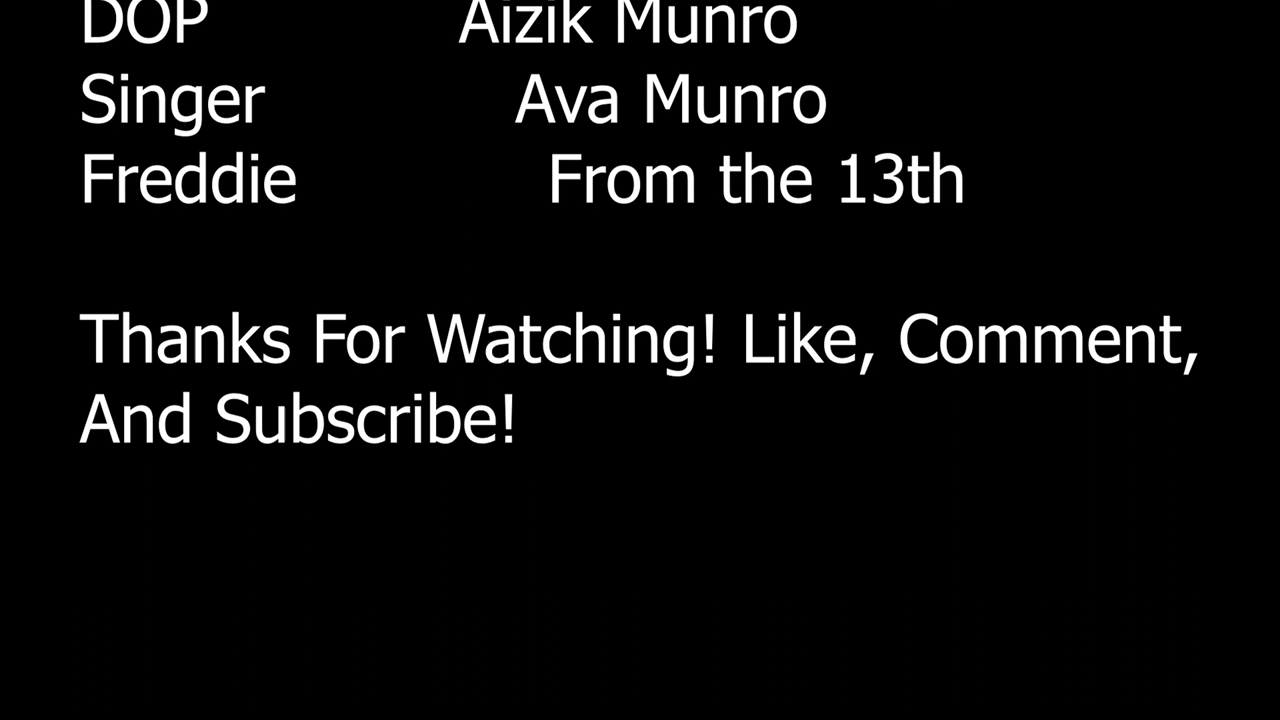 DOP Aizik Munro
Singer Ava Munro
Freddie From the 13th
Thanks For Watching! Like, Comment,
And Subscribe!